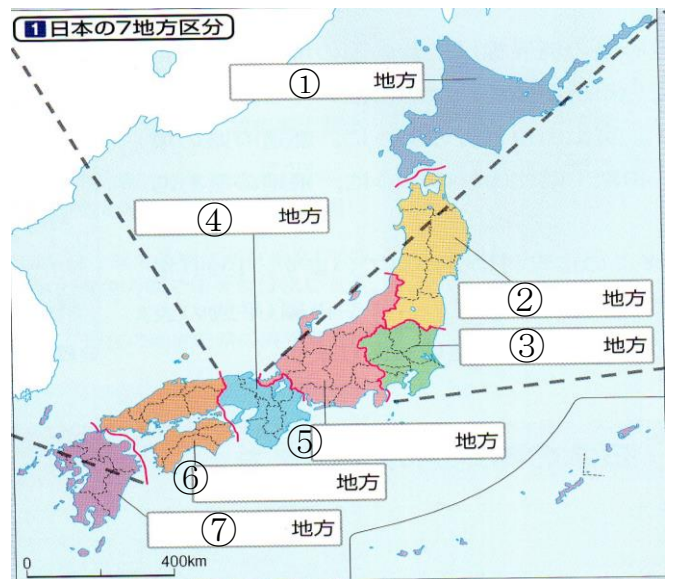 1 日本の7地方区分
① 地方
④ 地方
② 地方
③ 地方
⑤ 地方
⑥ 地方
⑦ 地方
0 400km